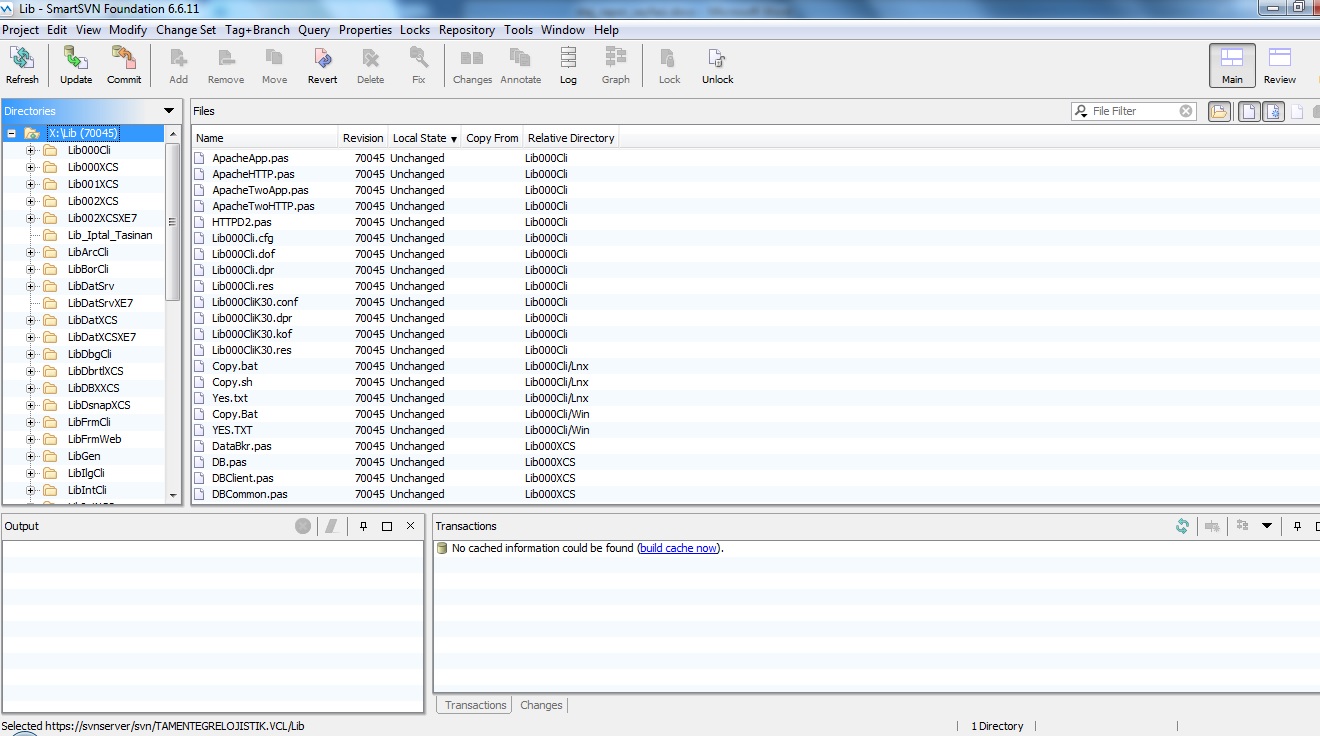 Lib - SmartSVN Foundation 6.6.11
Project Edit View Modify Change Set Tag+Branch Query Properties Locks Repository Tools Window Help
Refresh Update Commit Add Remove Move Revert Delete Fix Changes Annotate Log Graph Lock Unlock Main Review
Directories
X:\Lib (70045)
Lib000Cli
Lib000XCS
Lib001XCS
Lib002XCS
Lib002XCSXE7
Lib_Iptal_Tasinan
LibArcCli
LibBorCli
LibDatSrv
LibDatSrvXE7
LibDatXCS
LibDatXCSXE7
LibDbgCli
LibDbrtlXCS
LibDBXXCS
LibDsnapXCS
LibFrmCli
LibFrmWeb
LibGen
LibIlgCli
LibIntCli
Files
File Filter
Name Revision Local State Copy From Relative Directory
ApacheApp.pas 70045 Unchanged Lib000Cli
ApacheHTTP.pas 70045 Unchanged Lib000Cli
ApacheTwoApp.pas 70045 Unchanged Lib000Cli
ApacheTwoHTTP.pas 70045 Unchanged Lib000Cli
HTTPD2.pas 70045 Unchanged Lib000Cli
Lib000Cli.cfg 70045 Unchanged Lib000Cli
Lib000Cli.dof 70045 Unchanged Lib000Cli
Lib000Cli.dpr 70045 Unchanged Lib000Cli
Lib000Cli.res 70045 Unchanged Lib000Cli
Lib000CliK30.conf 70045 Unchanged Lib000Cli
Lib000CliK30.dpr 70045 Unchanged Lib000Cli
Lib000CliK30.kof 70045 Unchanged Lib000Cli
Lib000CliK30.res 70045 Unchanged Lib000Cli
Copy.bat 70045 Unchanged Lib000Cli/Lnx
Copy.sh 70045 Unchanged Lib000Cli/Lnx
Yes.txt 70045 Unchanged Lib000Cli/Lnx
Copy.Bat 70045 Unchanged Lib000Cli/Win
YES.TXT 70045 Unchanged Lib000Cli/Win
DataBkr.pas 70045 Unchanged Lib000XCS
DB.pas 70045 Unchanged Lib000XCS
DBClient.pas 70045 Unchanged Lib000XCS
DBCommon.pas 70045 Unchanged Lib000XCS
Output
Transactions
No cached information could be found (build cache now).
Transactions Changes
Selected https://svnserver/svn/TAMENTEGRELOJISTIK.VCL/Lib
1 Directory